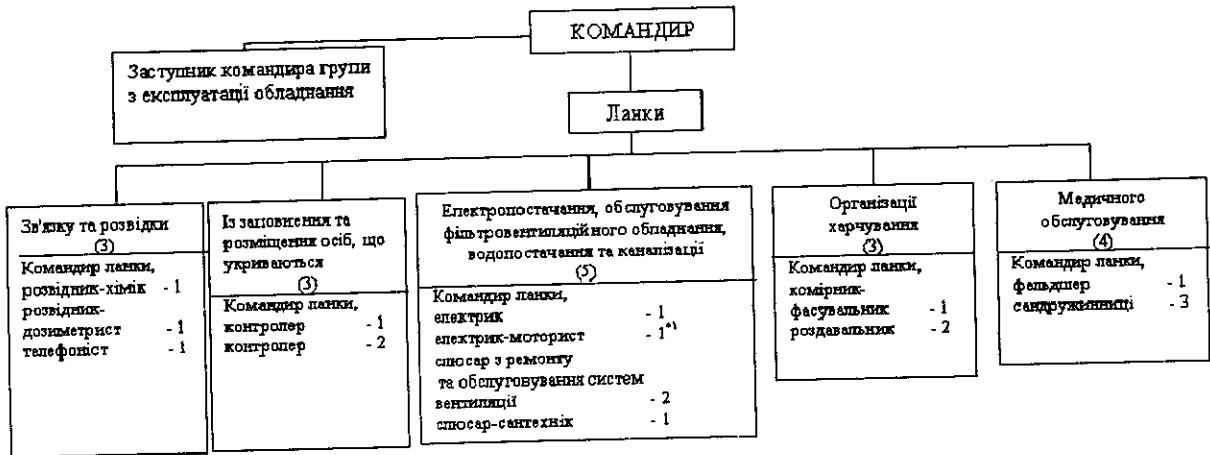 КОМАНДИР
Заступник командира групи
з експлуатації обладнання
Ланки
Зв'язку та розвідки
(3)
Командир ланки,
розвідник-хімік - 1
розвідник-
дозиметрист - 1
телефоніст - 1
Із заповнення та
розміщення осіб, що
укриваються
(3)
Командир ланки,
контролер - 1
контролер - 2
Електропостачання, обслуговування
фільтровентиляційного обладнання,
водопостачання та каналізації
(5)
Командир ланки,
електрик - 1
електрик-моторист - 1*¹
слюсар з ремонту
та обслуговування систем
вентиляції - 2
слюсар-сантехнік - 1
Організації
харчування
(3)
Командир ланки,
комірник-
фасувальник - 1
роздавальник - 2
Медичного
обслуговування
(4)
Командир ланки,
фельдшер - 1
сандружинниці - 3